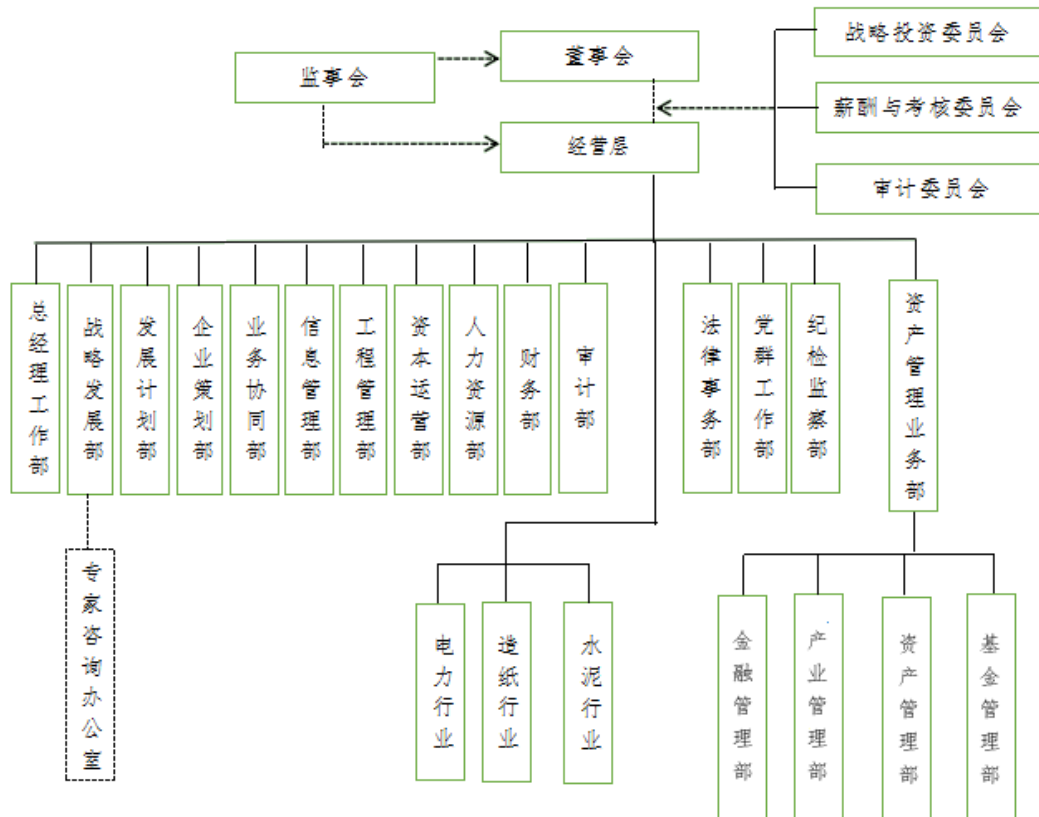 战略投资委员会
董事会
监事会
薪酬与考核委员会
经营层
审计委员会
总经理工作部
战略发展部
发展计划部
企业策划部
业务协同部
信息管理部
工程管理部
资本运营部
人力资源部
财务部
审计部
法律事务部
党群工作部
纪检监察部
资产管理业务部
专家咨询办公室
电力行业
造纸行业
水泥行业
金融管理部
产业管理部
资产管理部
基金管理部